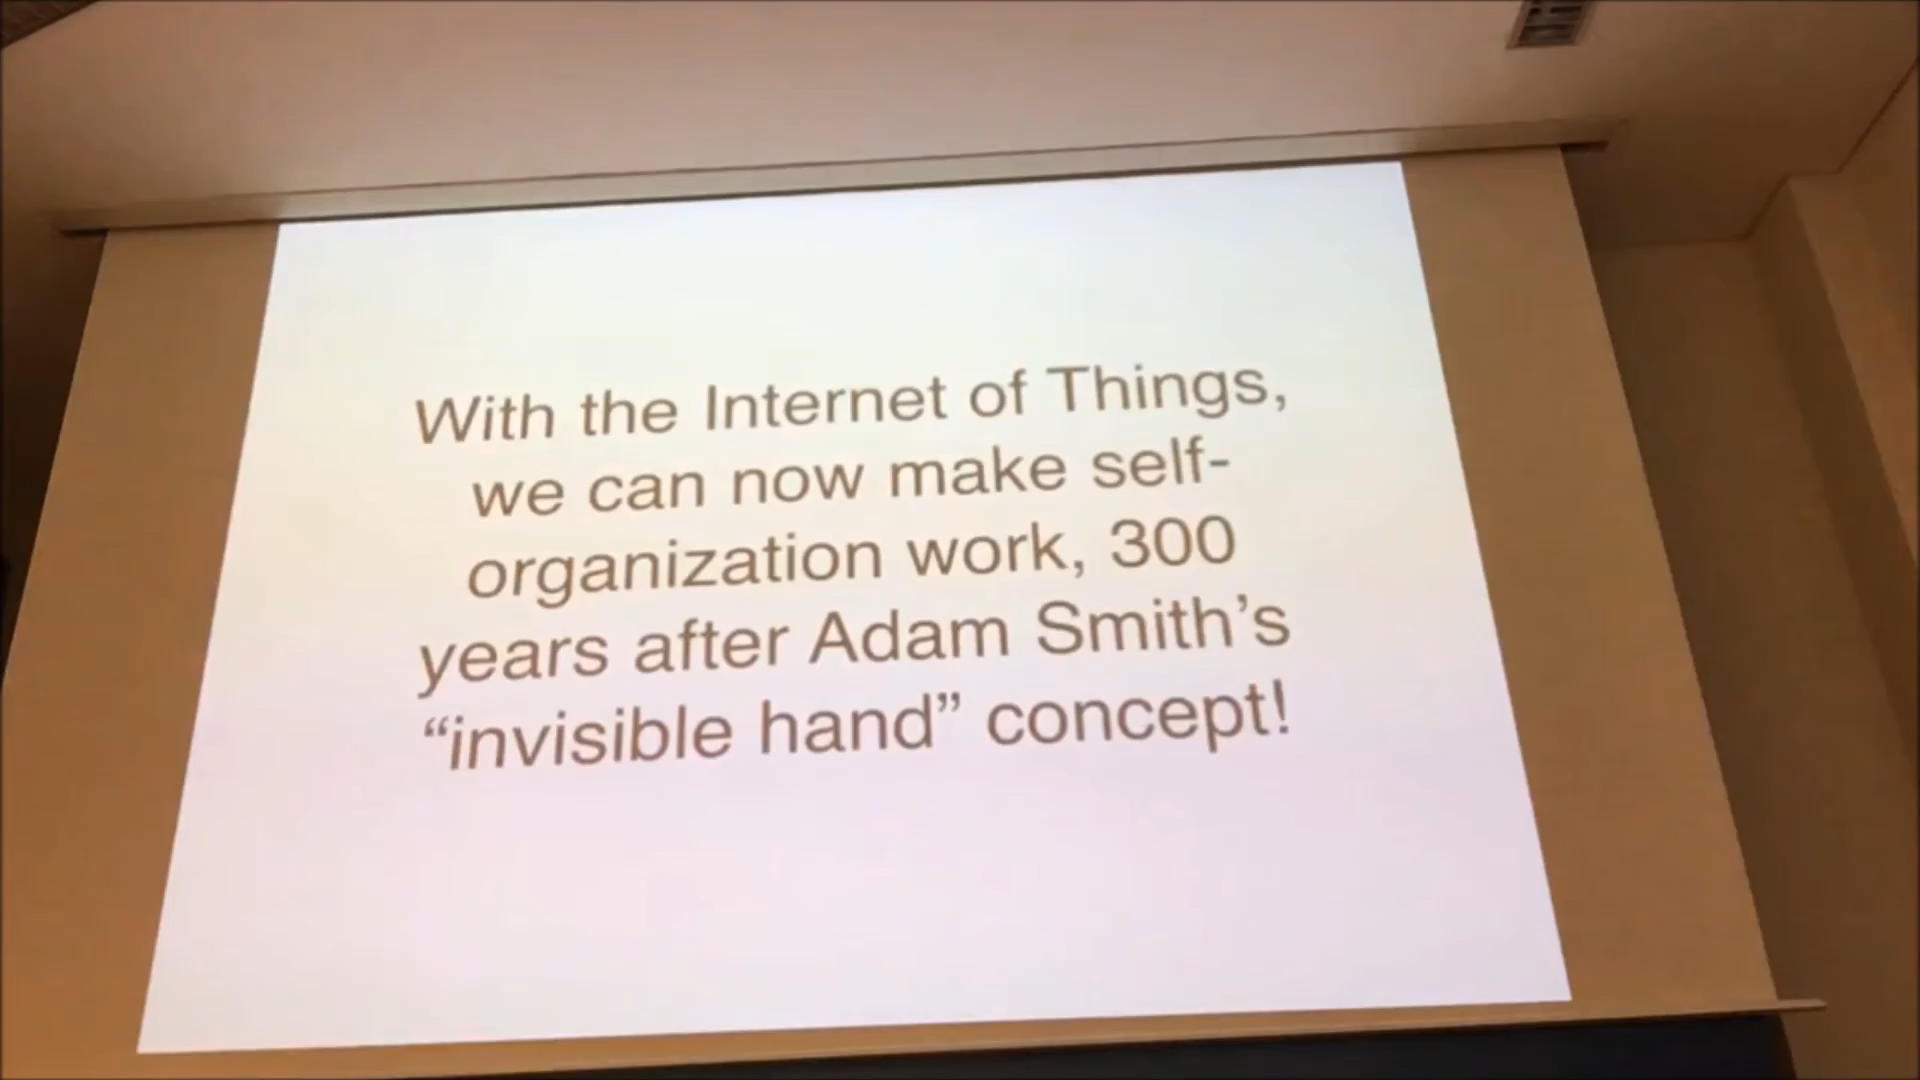 With the Internet of Things,
we can now make self-
organization work, 300
years after Adam Smith’s
“invisible hand” concept!